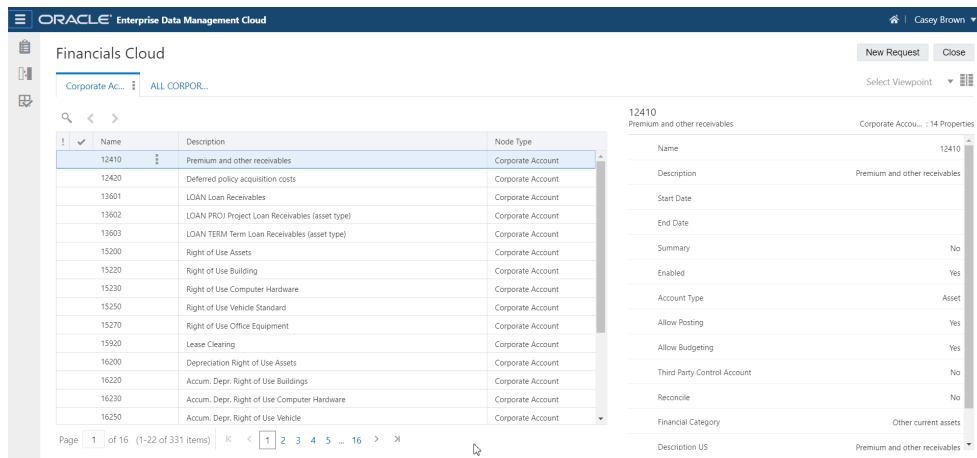 ORACLE® Enterprise Data Management Cloud Casey Brown
Financials Cloud New Request Close
Corporate Ac... ALL CORPOR... Select Viewpoint
12410
Premium and other receivables Corporate Accou... : 14 Properties
! Name Description Node Type
12410 Premium and other receivables Corporate Account
12420 Deferred policy acquisition costs Corporate Account
13601 LOAN Loan Receivables Corporate Account
13602 LOAN PROJ Project Loan Receivables (asset type) Corporate Account
13603 LOAN TERM Term Loan Receivables (asset type) Corporate Account
15200 Right of Use Assets Corporate Account
15220 Right of Use Building Corporate Account
15230 Right of Use Computer Hardware Corporate Account
15250 Right of Use Vehicle Standard Corporate Account
15270 Right of Use Office Equipment Corporate Account
15920 Lease Clearing Corporate Account
16200 Depreciation Right of Use Assets Corporate Account
16220 Accum. Depr. Right of Use Buildings Corporate Account
16230 Accum. Depr. Right of Use Computer Hardware Corporate Account
16250 Accum. Depr. Right of Use Vehicle Corporate Account
Page 1 of 16 (1-22 of 331 items) 1 2 3 4 5 ... 16
Name 12410
Description Premium and other receivables
Start Date
End Date
Summary No
Enabled Yes
Account Type Asset
Allow Posting Yes
Allow Budgeting Yes
Third Party Control Account No
Reconcile No
Financial Category Other current assets
Description US Premium and other receivables